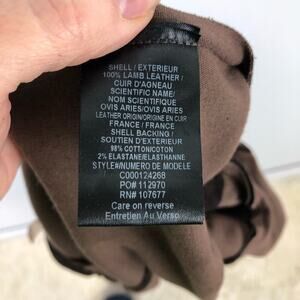 SHELL / EXTERIEUR
100% LAMB LEATHER /
CUIR D'AGNEAU
SCIENTIFIC NAME/
NOM SCIENTIFIQUE
OVIS ARIES/OVIS ARIES
LEATHER ORIGIN/ORIGINE EN CUIR
FRANCE / FRANCE
SHELL BACKING /
SOUTIEN D'EXTERIEUR
98% COTTON/COTON
2% ELASTANE/ELASTHANNE
STYLE#/NUMERO DE MODELE
C000124268
PO# 112970
RN# 107677
Care on reverse
Entretien Au Verso